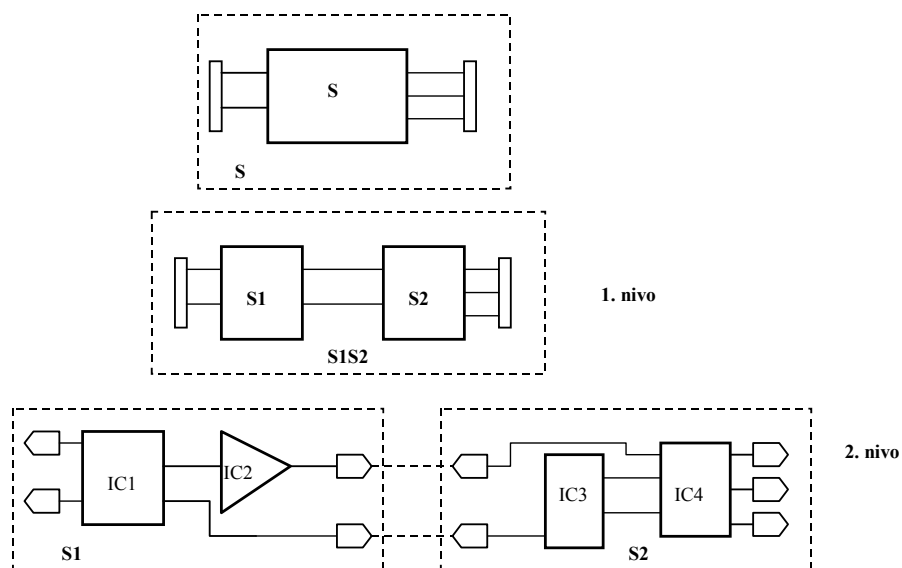 S
S
S1
S2
1. nivo
S1S2
IC1
IC2
IC3
IC4
2. nivo
S1
S2